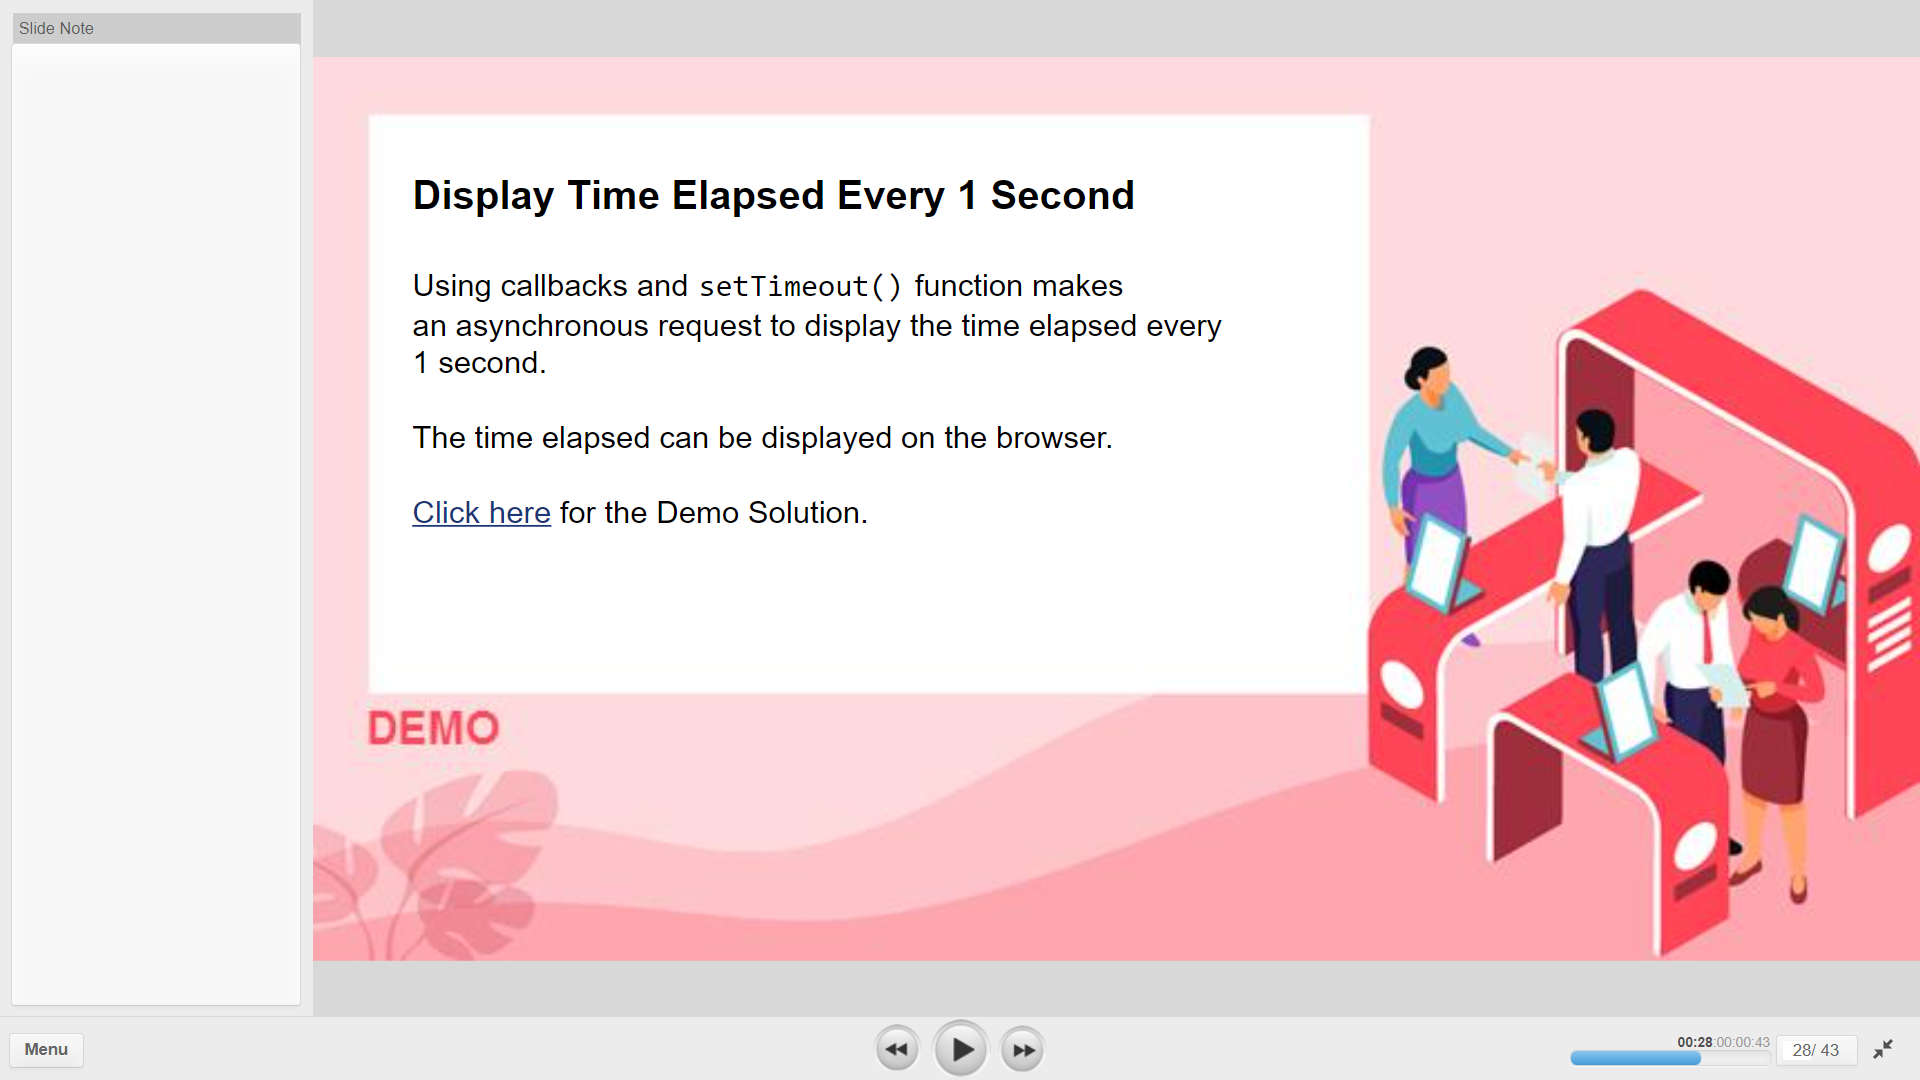 Slide Note
Display Time Elapsed Every 1 Second
Using callbacks and setTimeout() function makes
an asynchronous request to display the time elapsed every
1 second.
The time elapsed can be displayed on the browser.
Click here for the Demo Solution.
DEMO
Menu
00:28:00:00:43
28/ 43